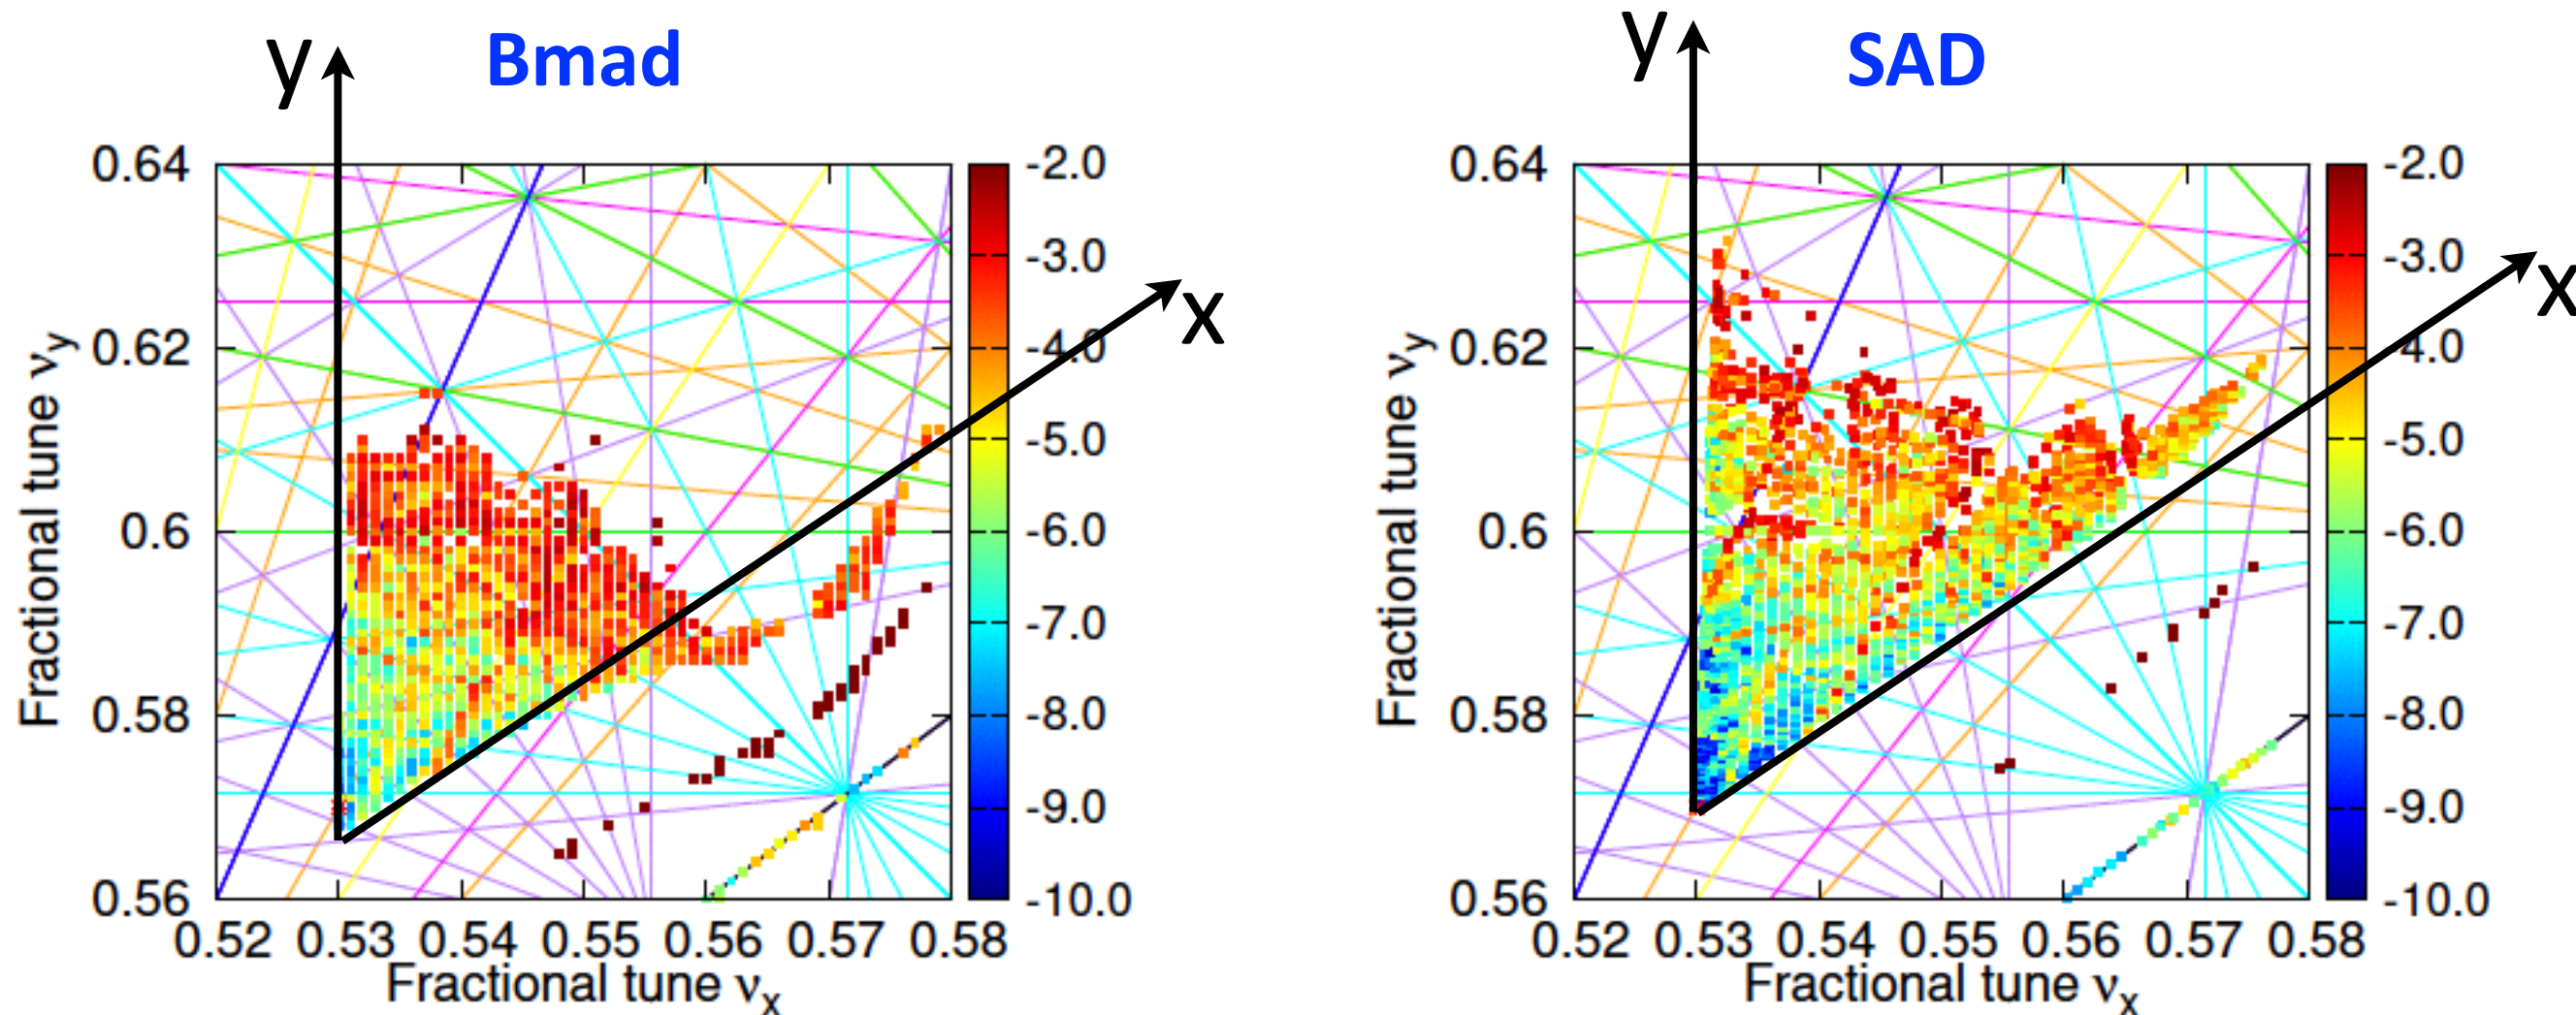 y
Bmad
x
0.64
0.62
0.6
0.58
0.56
Fractional tune νy
0.52 0.53 0.54 0.55 0.56 0.57 0.58
Fractional tune νx
-2.0
-3.0
-4.0
-5.0
-6.0
-7.0
-8.0
-9.0
-10.0
y
SAD
x
0.64
0.62
0.6
0.58
0.56
Fractional tune νy
0.52 0.53 0.54 0.55 0.56 0.57 0.58
Fractional tune νx
-2.0
-3.0
-4.0
-5.0
-6.0
-7.0
-8.0
-9.0
-10.0